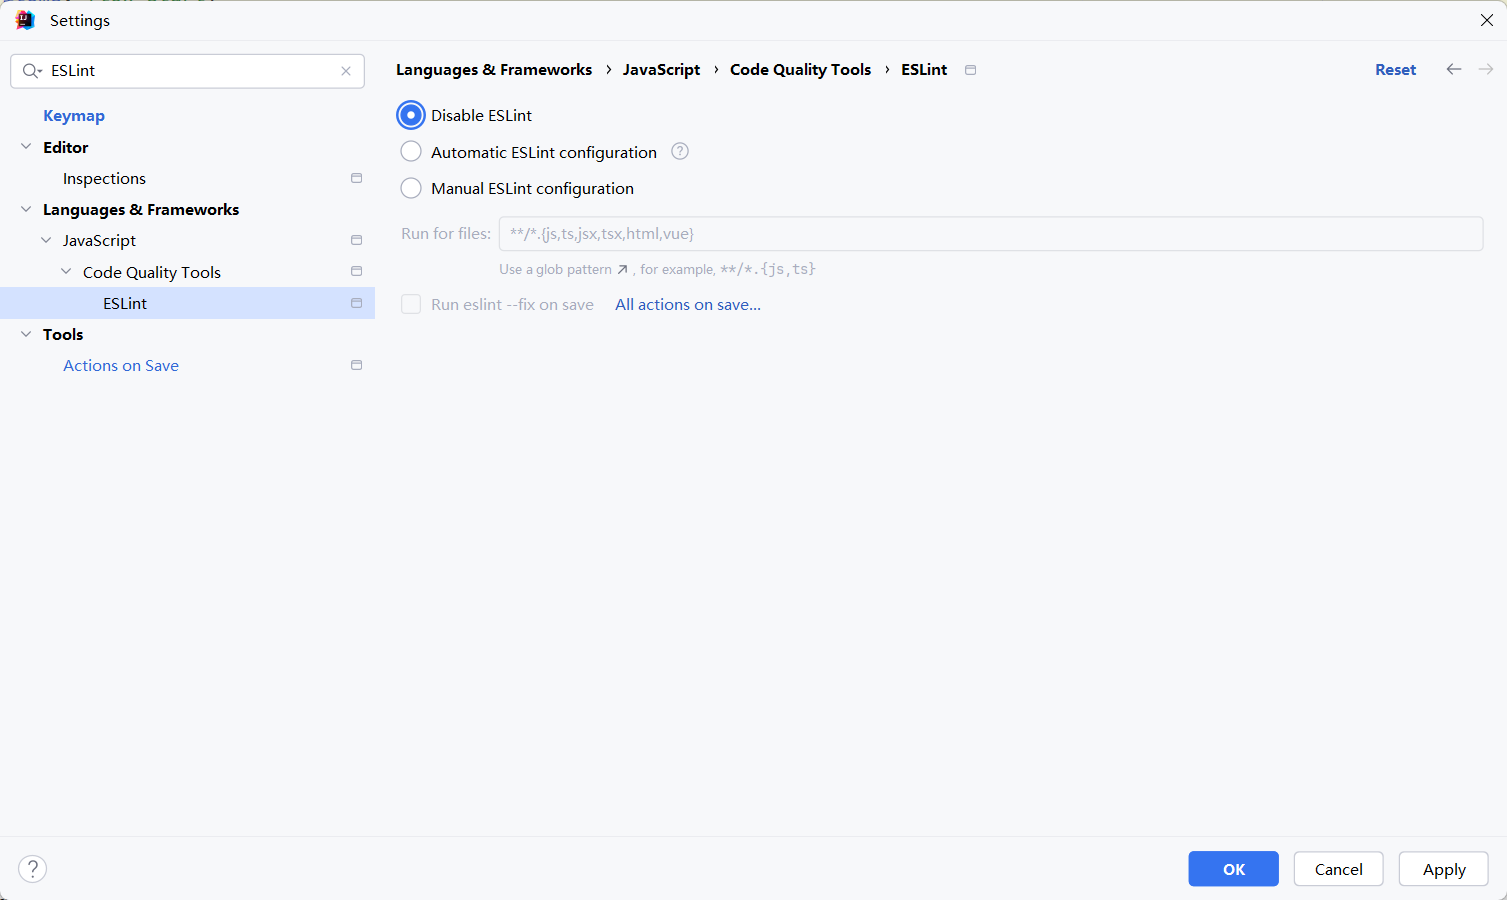 Settings
ESLint
Keymap
Editor
Inspections
Languages & Frameworks
JavaScript
Code Quality Tools
ESLint
Tools
Actions on Save
Languages & Frameworks › JavaScript › Code Quality Tools › ESLint
Reset
Disable ESLint
Automatic ESLint configuration ?
Manual ESLint configuration
Run for files: **/*.{js,ts,jsx,tsx,html,vue}
Use a glob pattern ↗ , for example, **/*.{js,ts}
Run eslint --fix on save All actions on save...
?
OK Cancel Apply